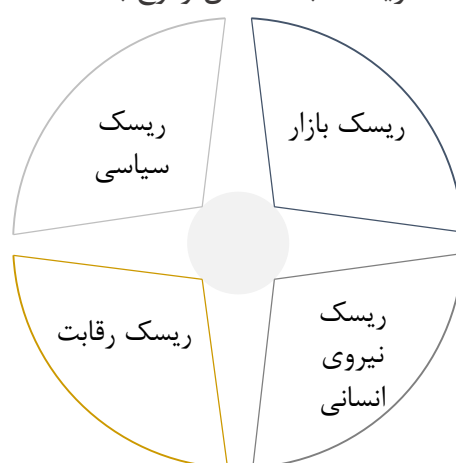 ریسک بازار
ریسک
سیاسی
ریسک
نیروی
انسانی
ریسک رقابت